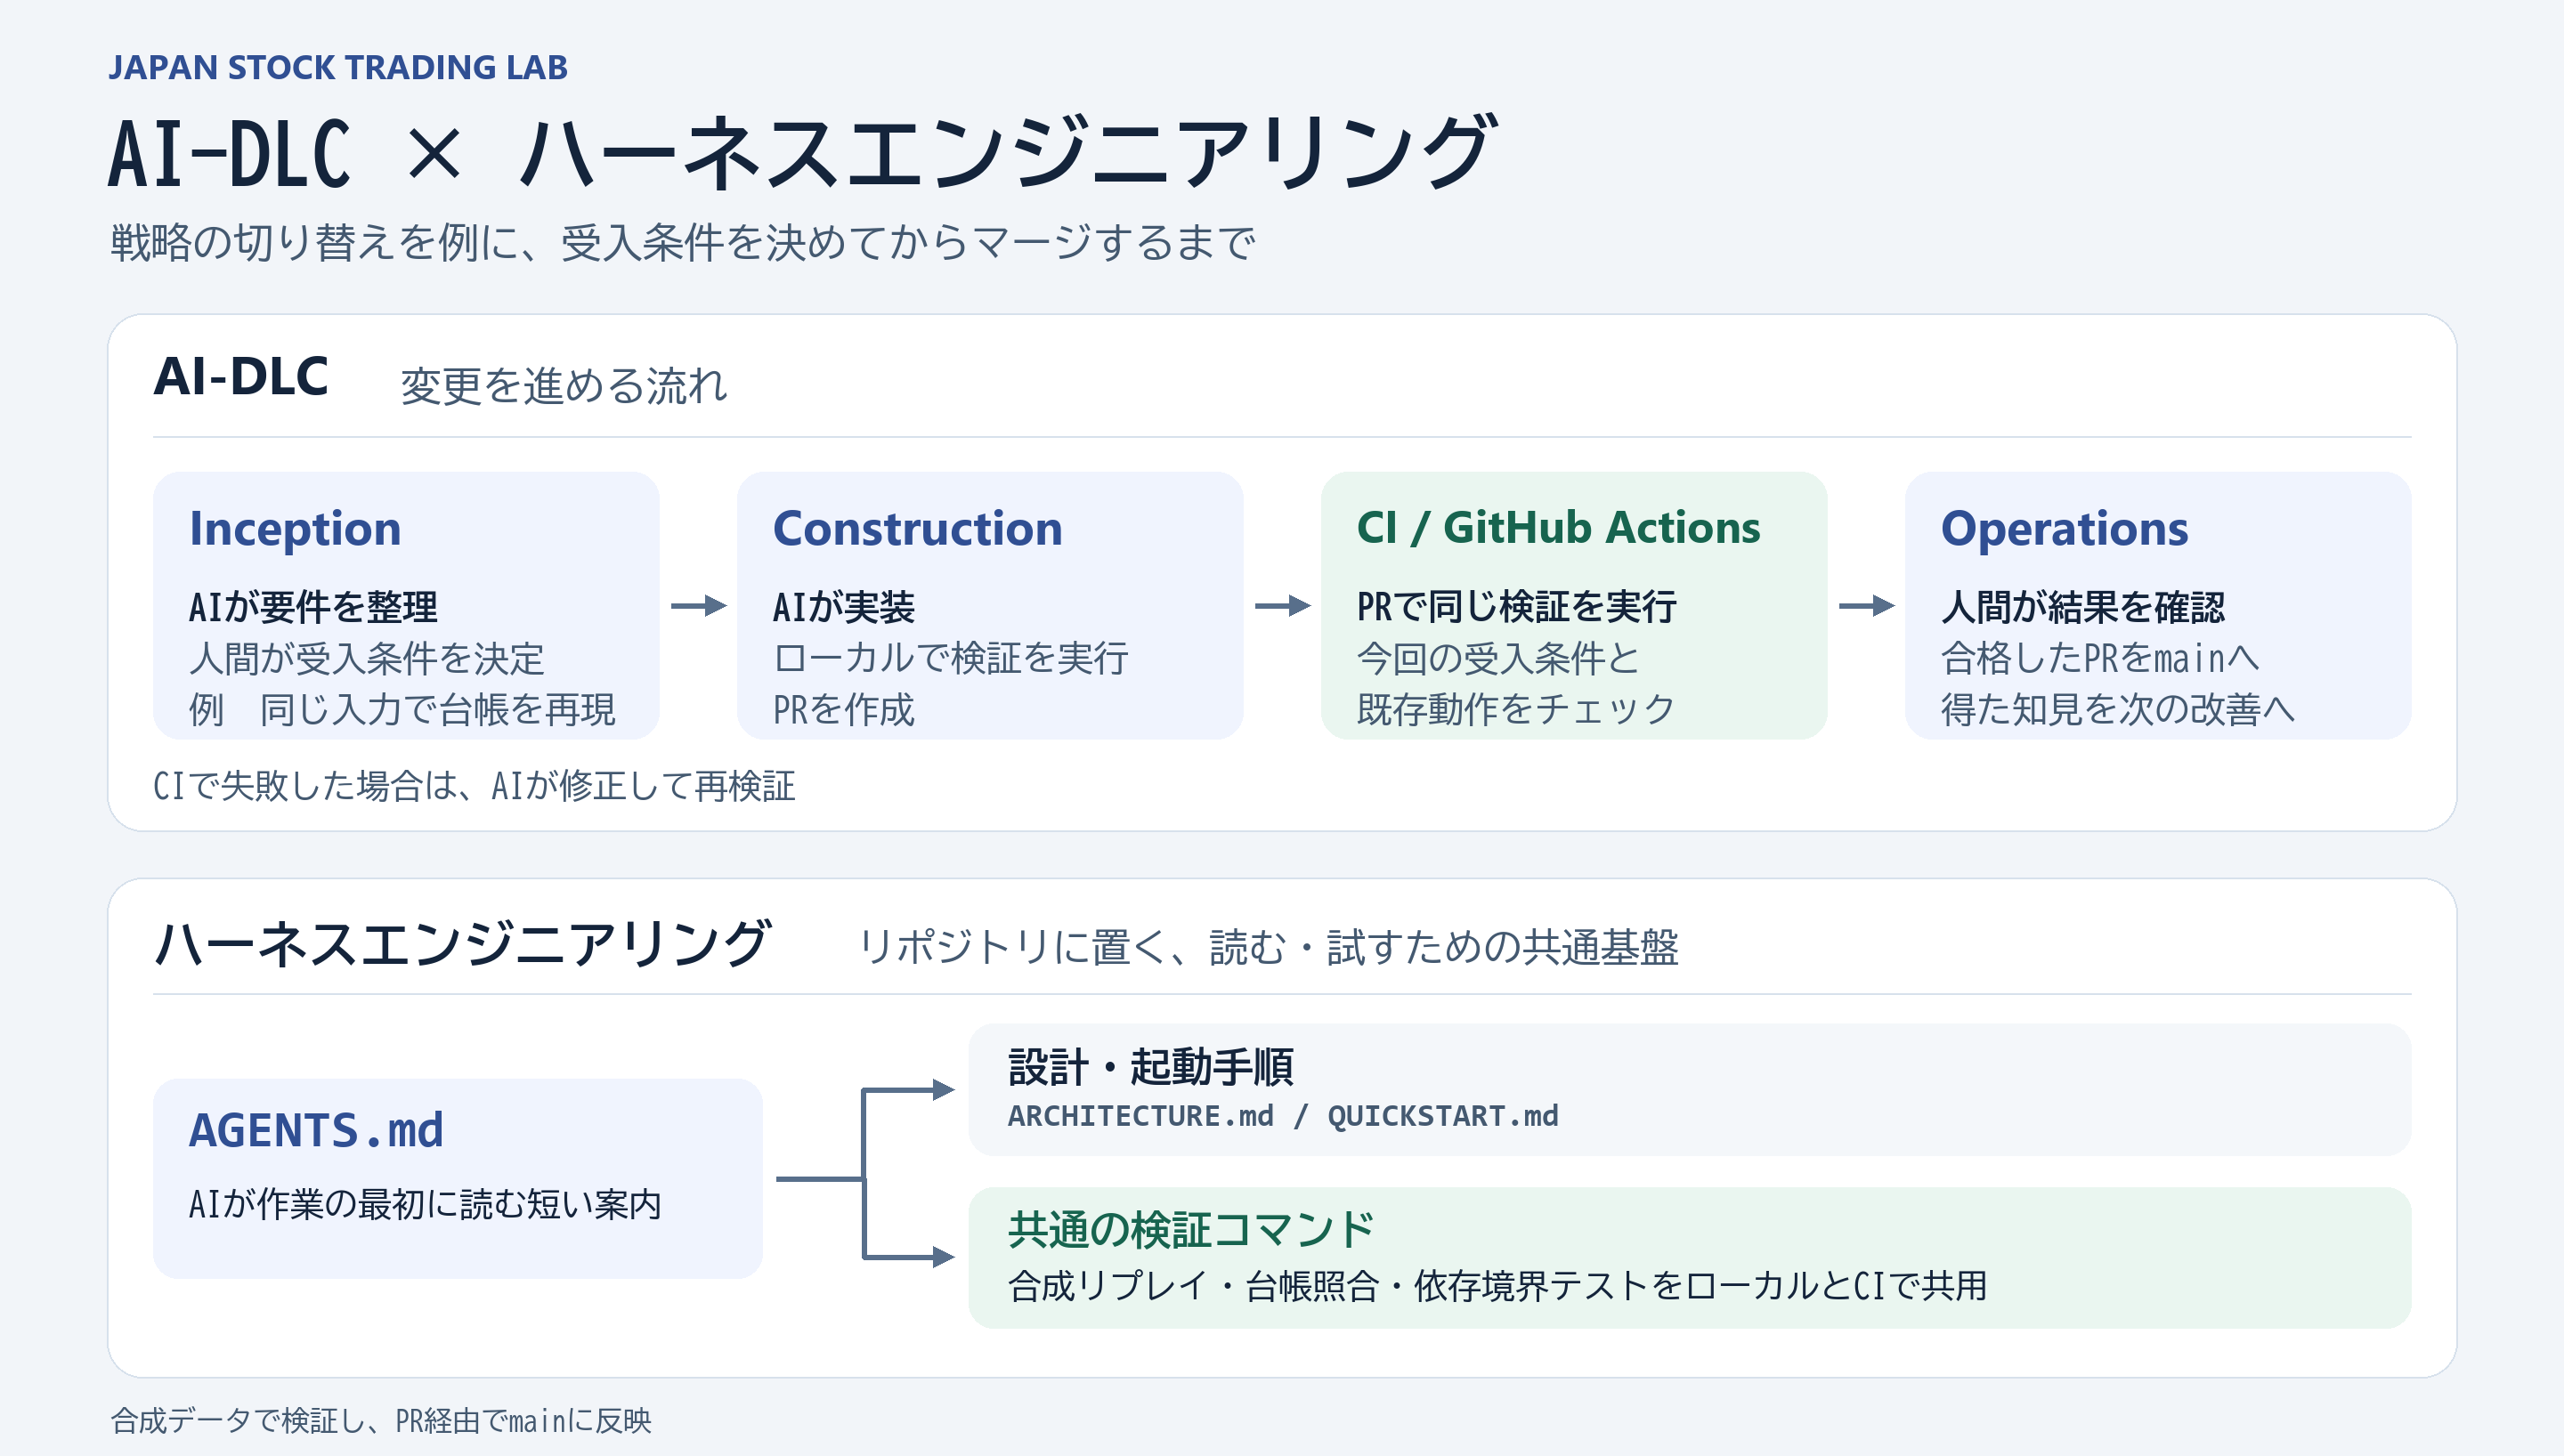 JAPAN STOCK TRADING LAB
AI-DLC × ハーネスエンジニアリング
戦略の切り替えを例に、受入条件を決めてからマージするまで
AI-DLC 変更を進める流れ
Inception
AIが要件を整理
人間が受入条件を決定
例 同じ入力で台帳を再現
Construction
AIが実装
ローカルで検証を実行
PRを作成
CI / GitHub Actions
PRで同じ検証を実行
今回の受入条件と
既存動作をチェック
Operations
人間が結果を確認
合格したPRをmainへ
得た知見を次の改善へ
CIで失敗した場合は、AIが修正して再検証
ハーネスエンジニアリング リポジトリに置く、読む・試すための共通基盤
AGENTS.md
AIが作業の最初に読む短い案内
設計・起動手順
ARCHITECTURE.md / QUICKSTART.md
共通の検証コマンド
合成リプレイ・台帳照合・依存境界テストをローカルとCIで共用
合成データで検証し、PR経由でmainに反映